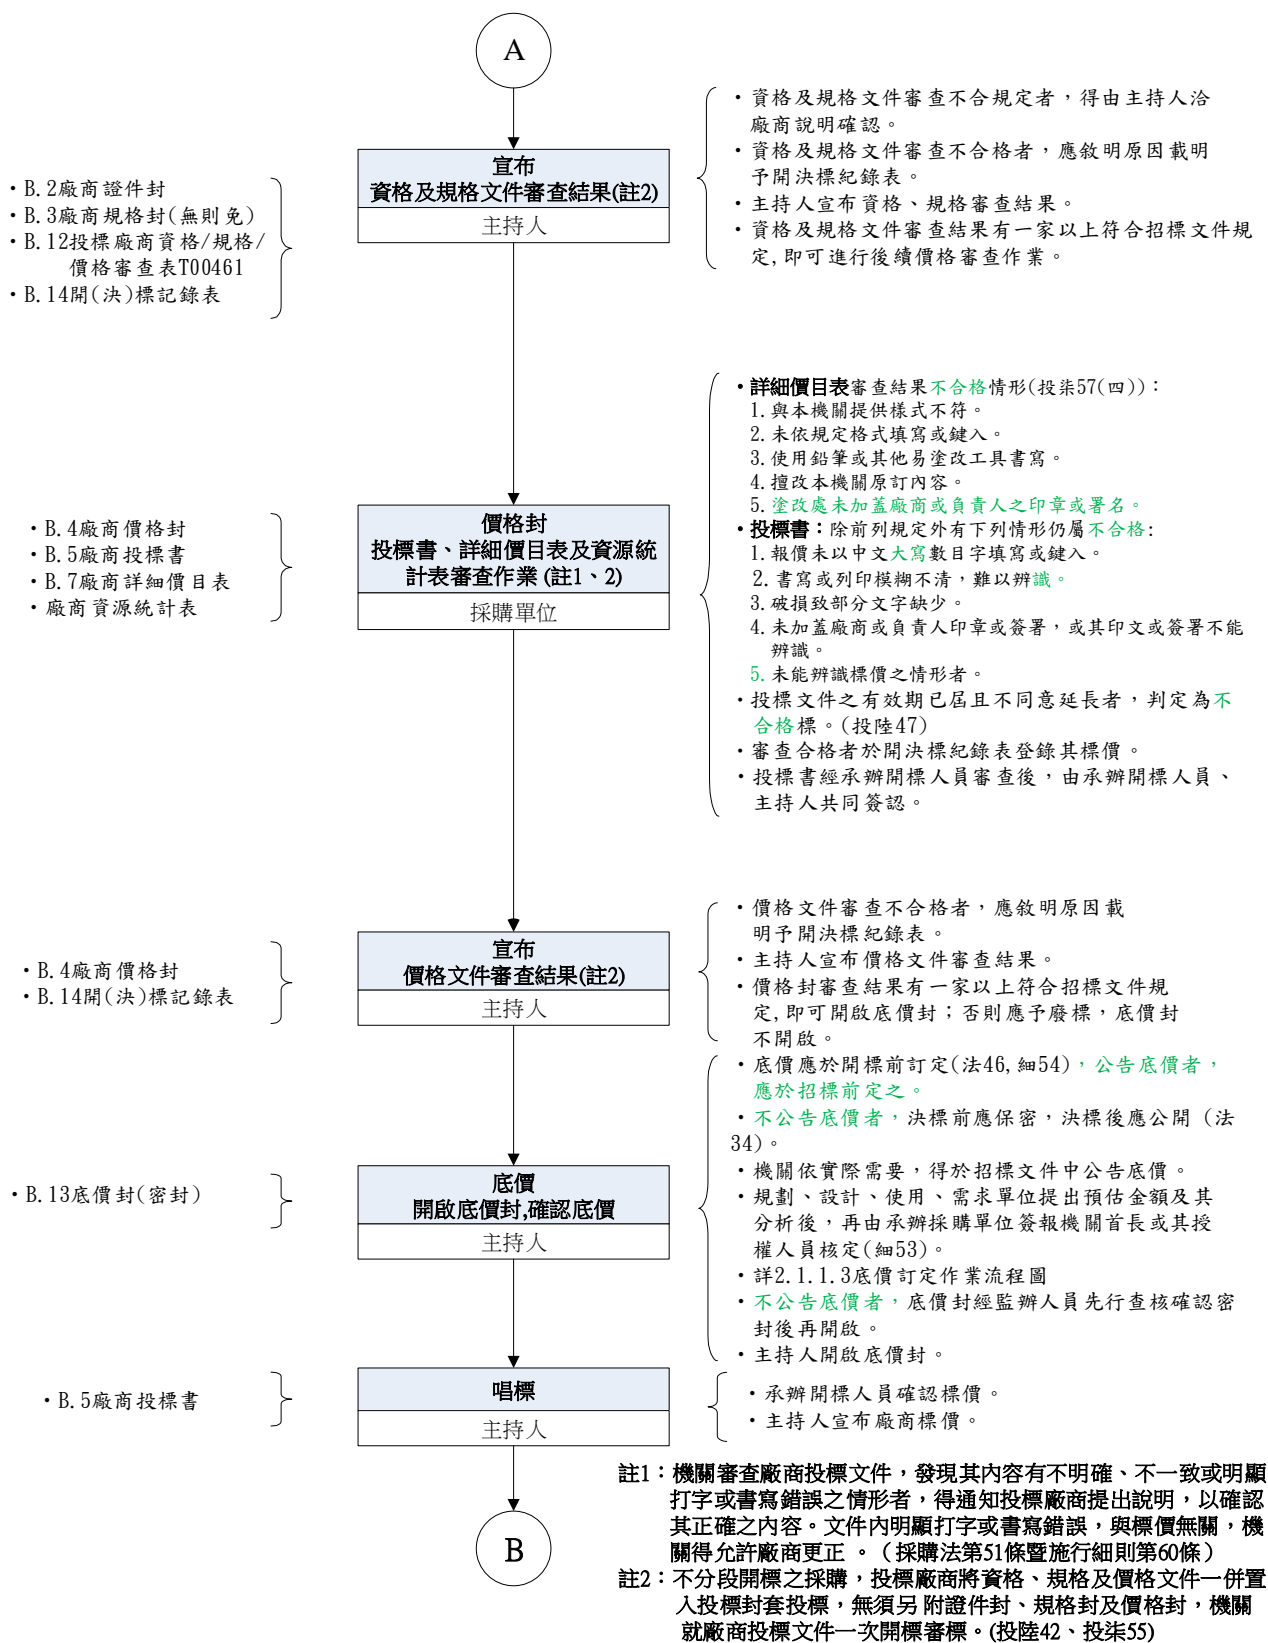 A
宣布
資格及規格文件審查結果(註2)
主持人
・B.2廠商證件封
・B.3廠商規格封(無則免)
・B.12投標廠商資格/規格/
價格審查表T00461
・B.14開(決)標記錄表
・資格及規格文件審查不合規定者，得由主持人洽
廠商說明確認。
・資格及規格文件審查不合格者，應敘明原因載明
予開決標紀錄表。
・主持人宣布資格、規格審查結果。
・資格及規格文件審查結果有一家以上符合招標文件規
定,即可進行後續價格審查作業。
價格封
投標書、詳細價目表及資源統
計表審查作業(註1、2)
採購單位
・B.4廠商價格封
・B.5廠商投標書
・B.7廠商詳細價目表
・廠商資源統計表
・詳細價目表審查結果不合格情形(投柒57(四))：
1.與本機關提供樣式不符。
2.未依規定格式填寫或鍵入。
3.使用鉛筆或其他易塗改工具書寫。
4.擅改本機關原訂內容。
5.塗改處未加蓋廠商或負責人之印章或署名。
・投標書：除前列規定外有下列情形仍屬不合格:
1.報價未以中文大寫數目字填寫或鍵入。
2.書寫或列印模糊不清，難以辨識。
3.破損致部分文字缺少。
4.未加蓋廠商或負責人印章或簽署，或其印文或簽署不能
辨識。
5.未能辨識標價之情形者。
・投標文件之有效期已屆且不同意延長者，判定為不
合格標。(投陸47)
・審查合格者於開決標紀錄表登錄其標價。
・投標書經承辦開標人員審查後，由承辦開標人員、
主持人共同簽認。
宣布
價格文件審查結果(註2)
主持人
・B.4廠商價格封
・B.14開(決)標記錄表
・價格文件審查不合格者，應敘明原因載
明予開決標紀錄表。
・主持人宣布價格文件審查結果。
・價格封審查結果有一家以上符合招標文件規
定,即可開啟底價封；否則應予廢標，底價封
不開啟。
底價
開啟底價封,確認底價
主持人
・B.13底價封(密封)
・底價應於開標前訂定(法46,細54)，公告底價者，
應於招標前定之。
・不公告底價者，決標前應保密，決標後應公開 (法
34)。
・機關依實際需要，得於招標文件中公告底價。
・規劃、設計、使用、需求單位提出預估金額及其
分析後，再由承辦採購單位簽報機關首長或其授
權人員核定(細53)。
・詳2.1.1.3底價訂定作業流程圖
・不公告底價者，底價封經監辦人員先行查核確認密
封後再開啟。
・主持人開啟底價封。
唱標
主持人
・B.5廠商投標書
・承辦開標人員確認標價。
・主持人宣布廠商標價。
B
註1：機關審查廠商投標文件，發現其內容有不明確、不一致或明顯
打字或書寫錯誤之情形者，得通知投標廠商提出說明，以確認
其正確之內容。文件內明顯打字或書寫錯誤，與標價無關，機
關得允許廠商更正 。（採購法第51條暨施行細則第60條）
註2：不分段開標之採購，投標廠商將資格、規格及價格文件一併置
入投標封套投標，無須另附證件封、規格封及價格封，機關
就廠商投標文件一次開標審標。(投陸42、投柒55)